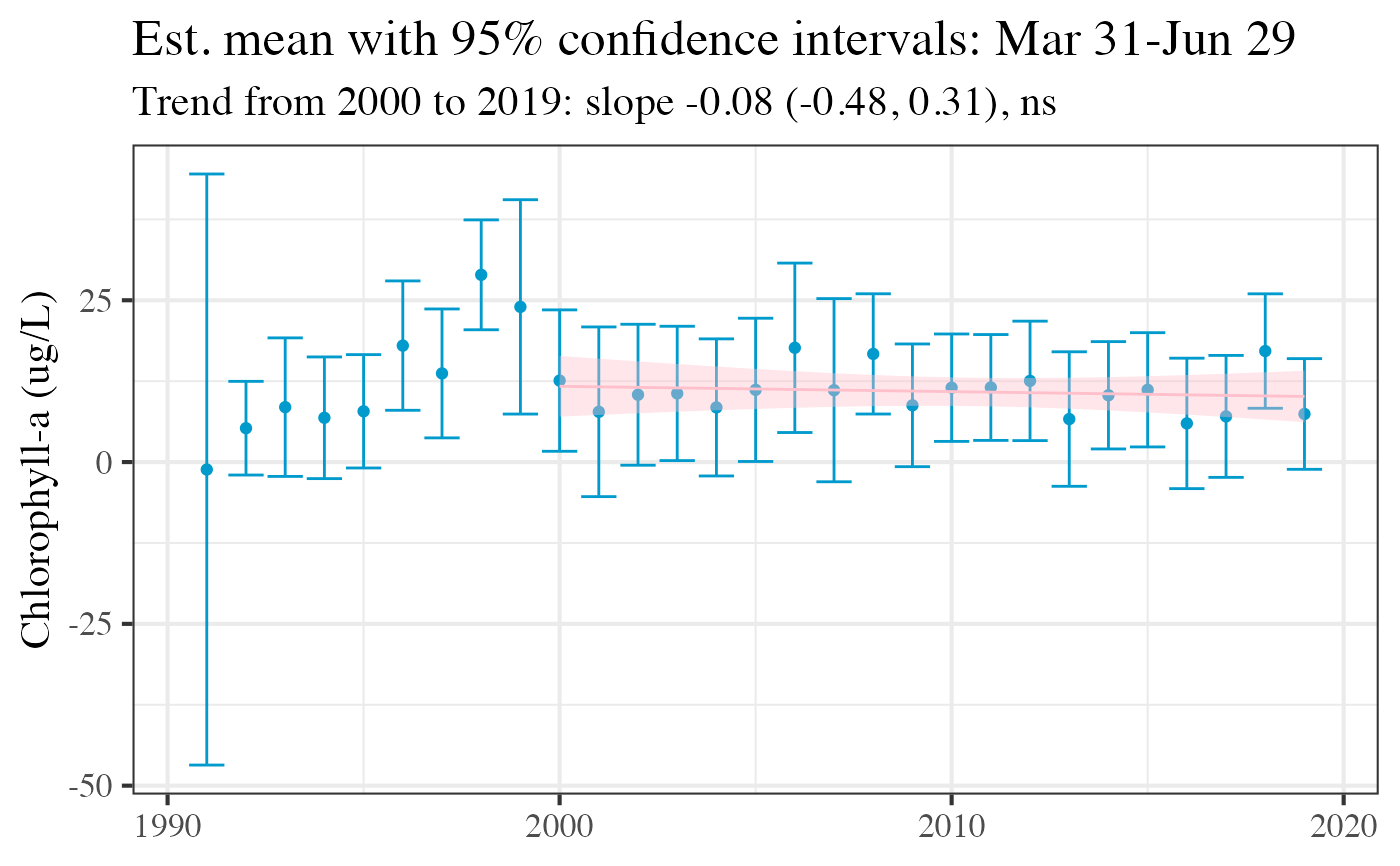 Est. mean with 95% confidence intervals: Mar 31-Jun 29
Trend from 2000 to 2019: slope -0.08 (-0.48, 0.31), ns
Chlorophyll-a (ug/L)
25
0
-25
-50
1990
2000
2010
2020